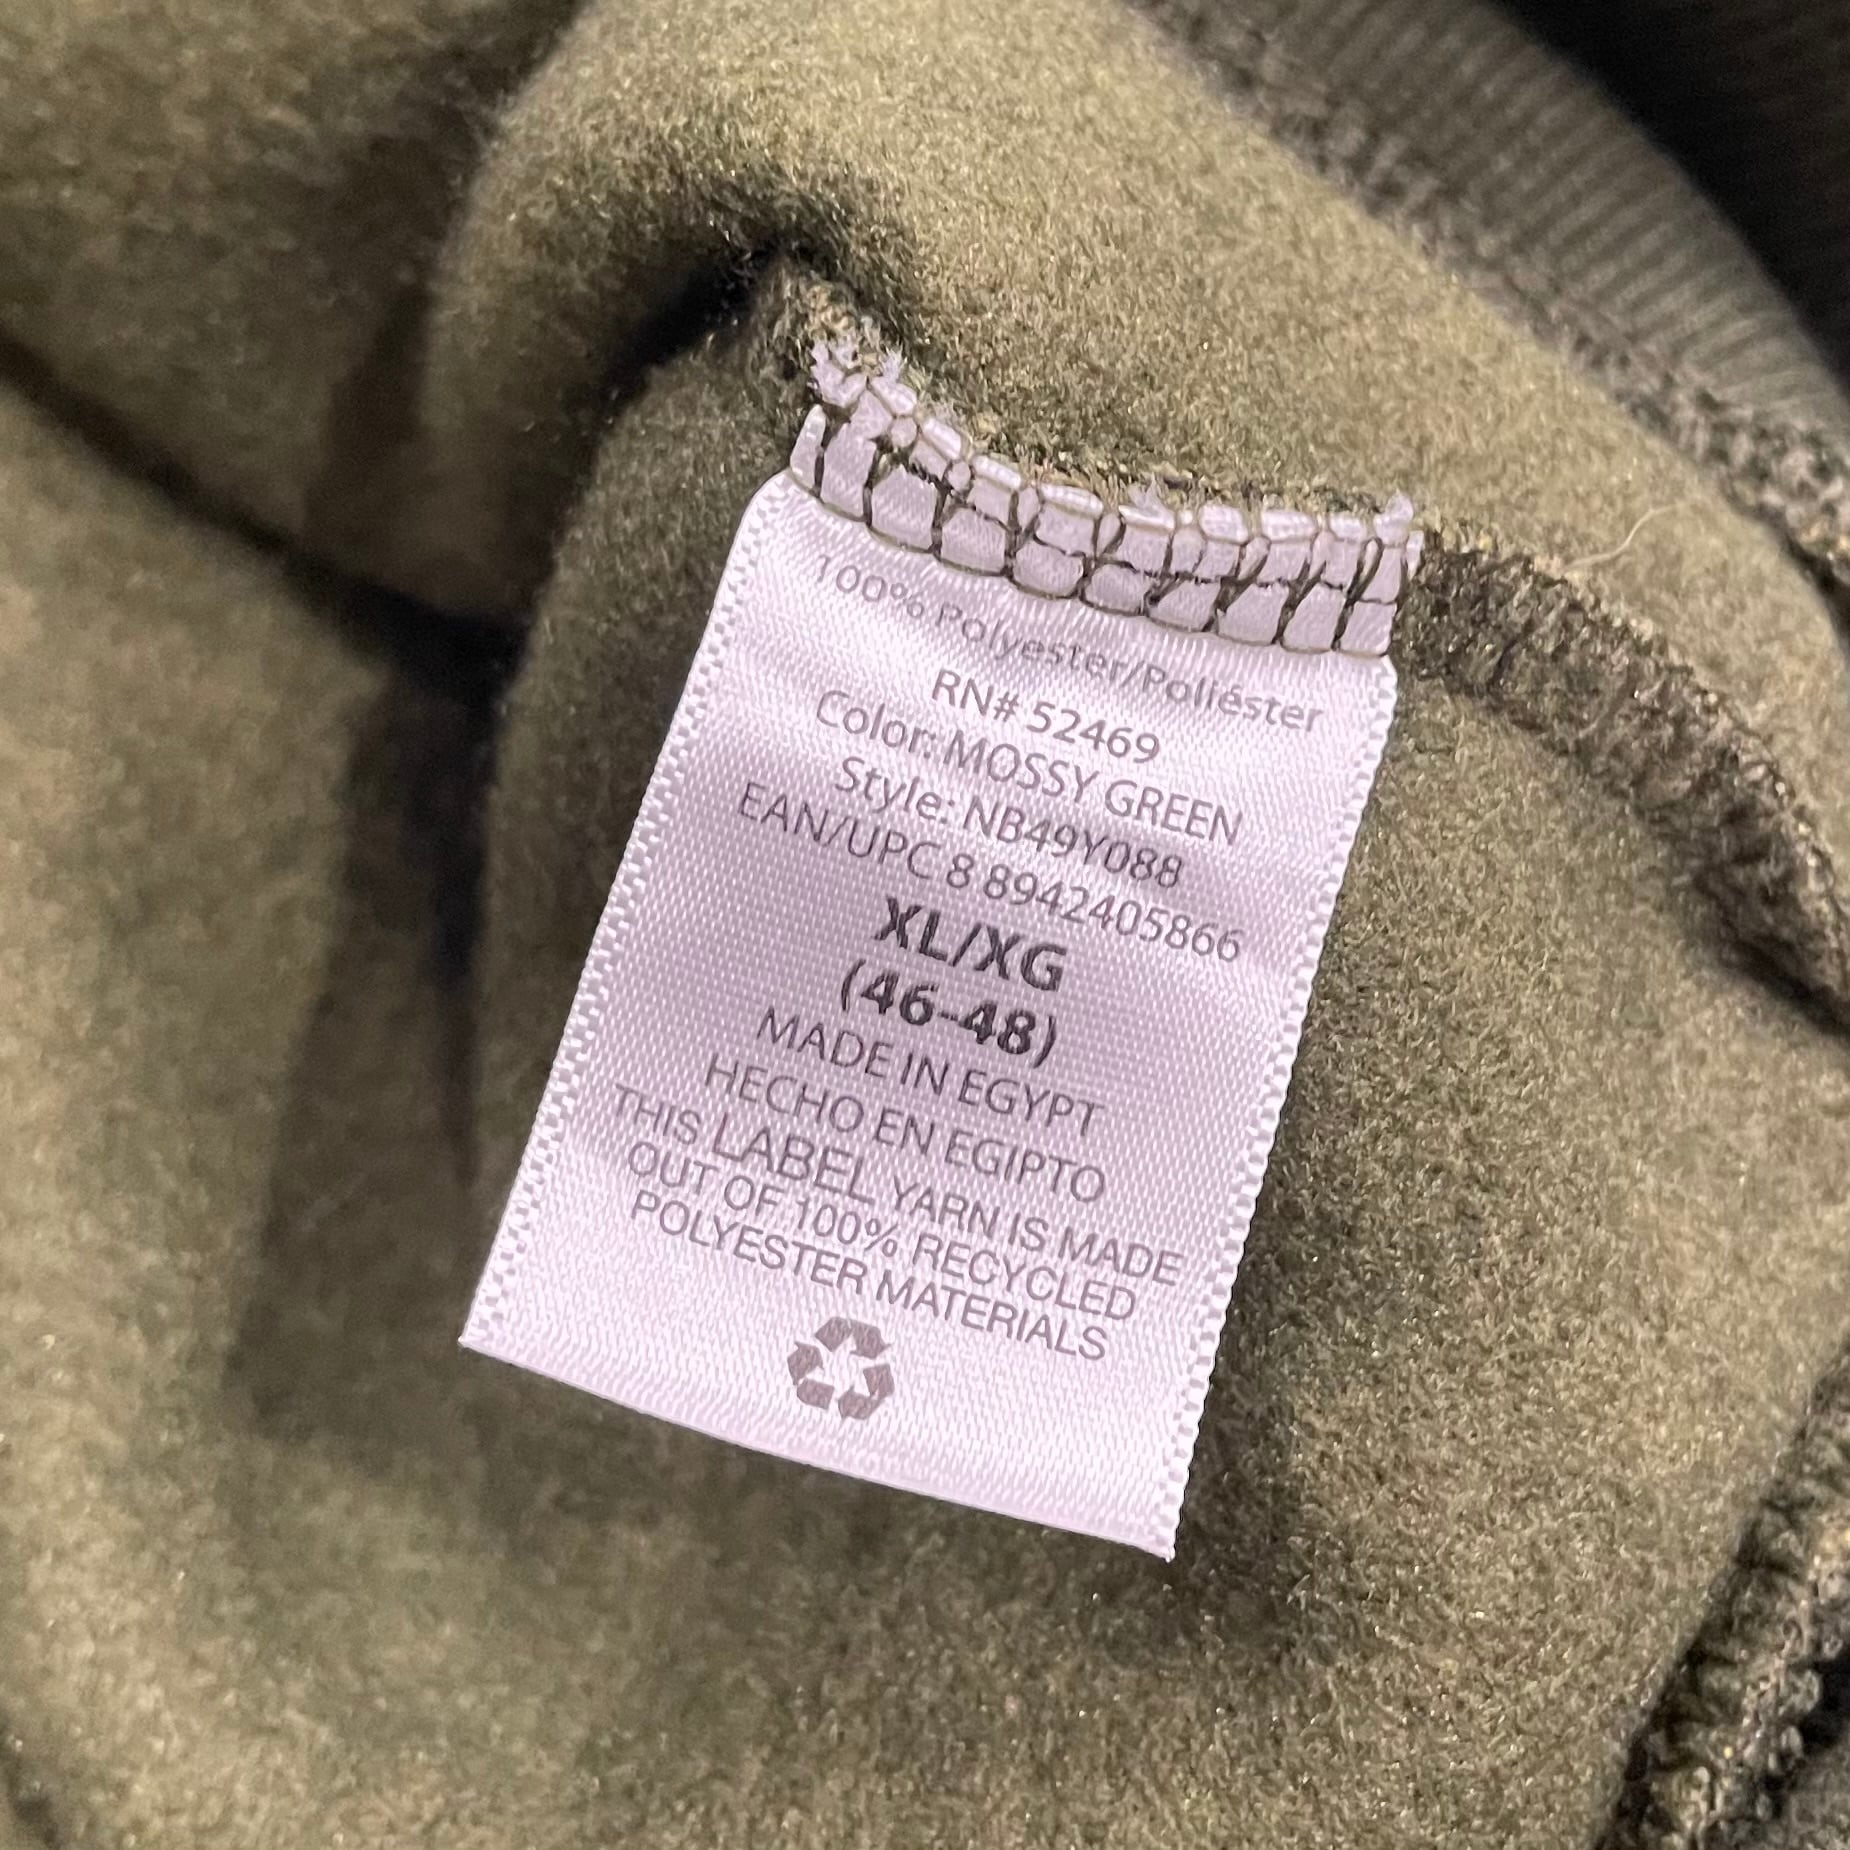 100% Polyester/Poliéster
RN# 52469
Color: MOSSY GREEN
Style: NB49Y088
EAN/UPC 8 8942405866
XL/XG
(46-48)
MADE IN EGYPT
HECHO EN EGIPTO
THIS LABEL YARN IS MADE
OUT OF 100% RECYCLED
POLYESTER MATERIALS